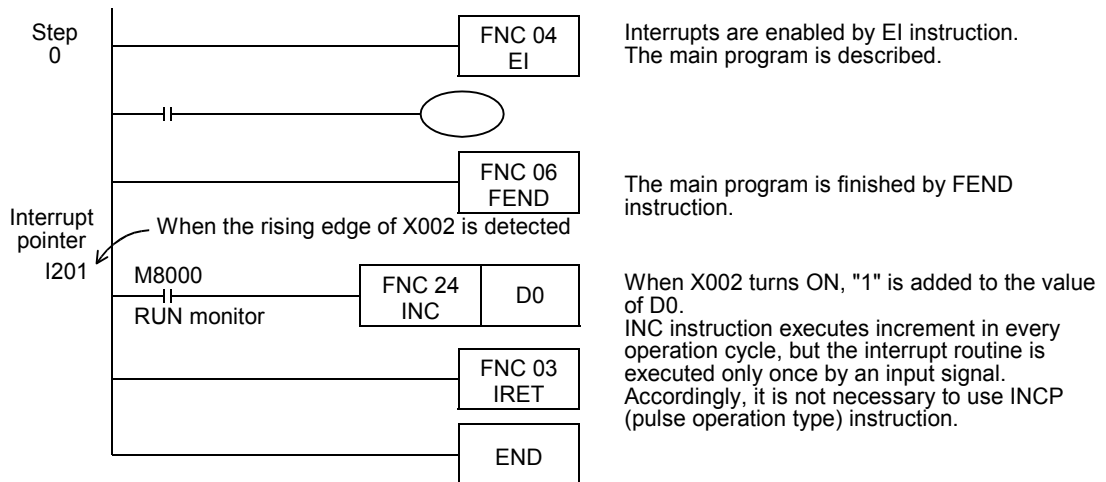 Step
0
FNC 04
EI
Interrupts are enabled by EI instruction.
The main program is described.
FNC 06
FEND
The main program is finished by FEND
instruction.
Interrupt
pointer
I201
When the rising edge of X002 is detected
M8000
RUN monitor
FNC 24
INC
D0
When X002 turns ON, "1" is added to the value
of D0.
INC instruction executes increment in every
operation cycle, but the interrupt routine is
executed only once by an input signal.
Accordingly, it is not necessary to use INCP
(pulse operation type) instruction.
FNC 03
IRET
END